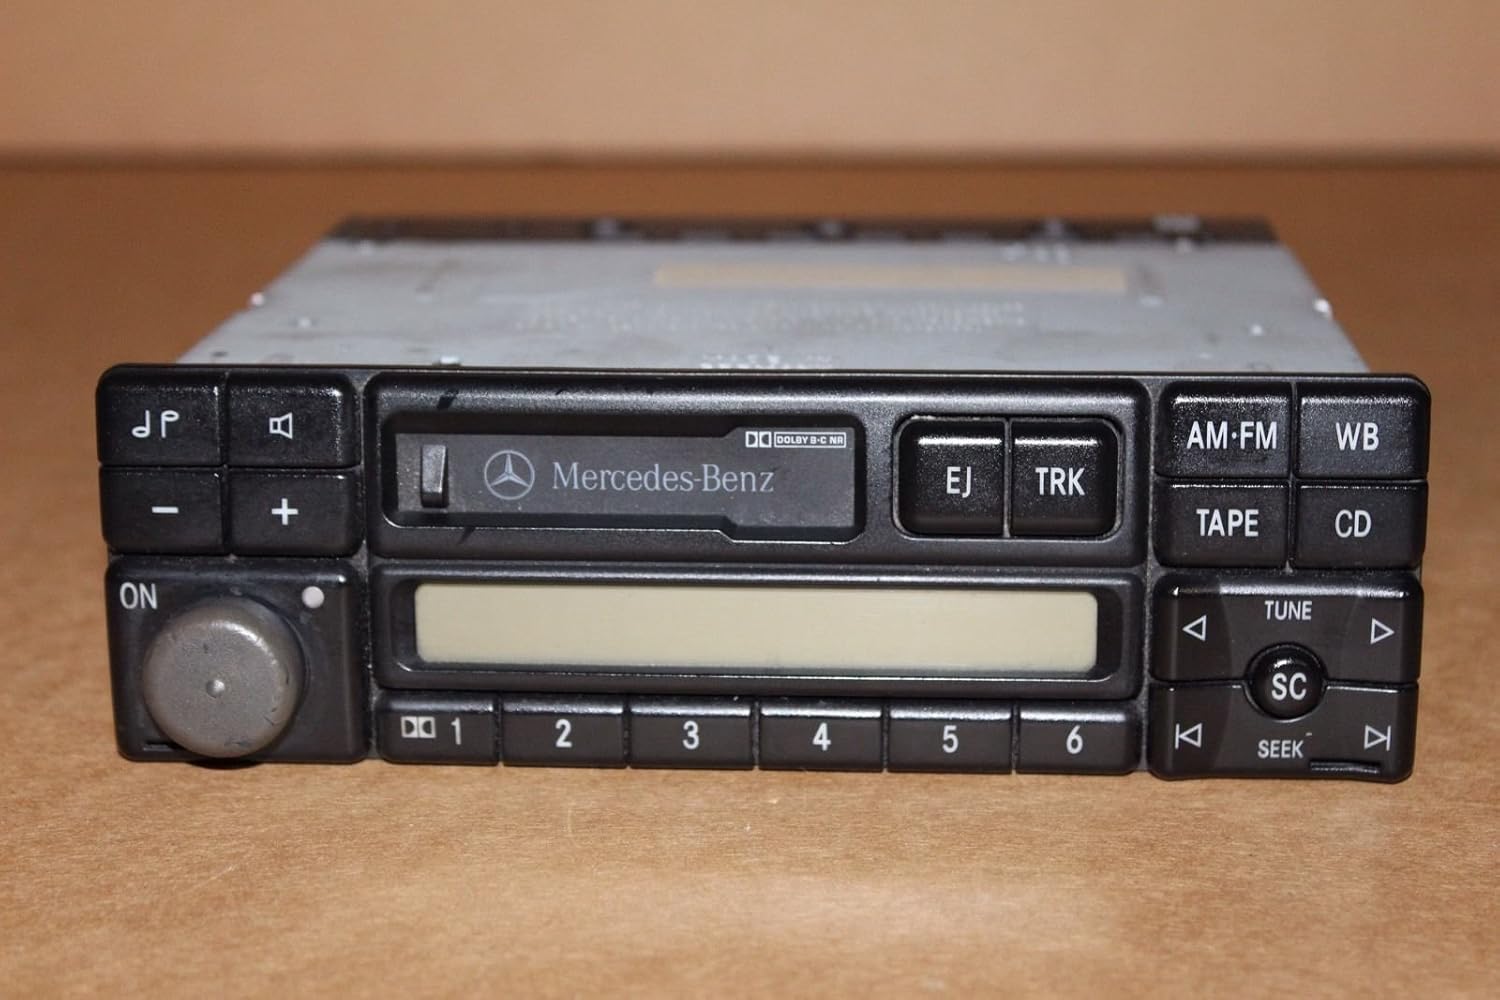 AM·FM WB
DOLBY B·C NR
Mercedes-Benz
EJ TRK
TAPE CD
- +
ON
TUNE
SC
1 2 3 4 5 6
SEEK